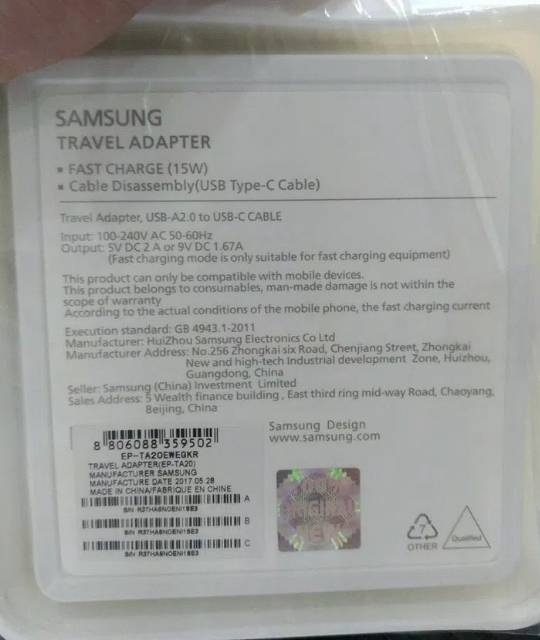 SAMSUNG
TRAVEL ADAPTER
▪ FAST CHARGE (15W)
▪ Cable Disassembly(USB Type-C Cable)
Travel Adapter, USB-A2.0 to USB-C CABLE
Input: 100-240V AC 50-60Hz
Output: 5V DC 2 A or 9V DC 1.67A
(Fast charging mode is only suitable for fast charging equipment)
This product can only be compatible with mobile devices.
This product belongs to consumables, man-made damage is not within the
scope of warranty
According to the actual conditions of the mobile phone, the fast charging current
Execution standard: GB 4943.1-2011
Manufacturer: HuiZhou Samsung Electronics Co Ltd
Manufacturer Address: No.256 Zhongkai six Road, Chenjiang Street, Zhongkai
New and high-tech Industrial development Zone, Huizhou,
Guangdong, China
Seller: Samsung (China) Investment Limited
Sales Address: 5 Wealth finance building , East third ring mid-way Road, Chaoyang,
Beijing, China
Samsung Design
www.samsung.com
8 806088 359502
EP-TA20EWEGKR
TRAVEL ADAPTER(EP-TA20)
MANUFACTURER SAMSUNG
MANUFACTURE DATE 2017.05.28
MADE IN CHINA/FABRIQUE EN CHINE
A
S/N
B
S/N
C
S/N
ORIGINAL
7
OTHER
Qualified